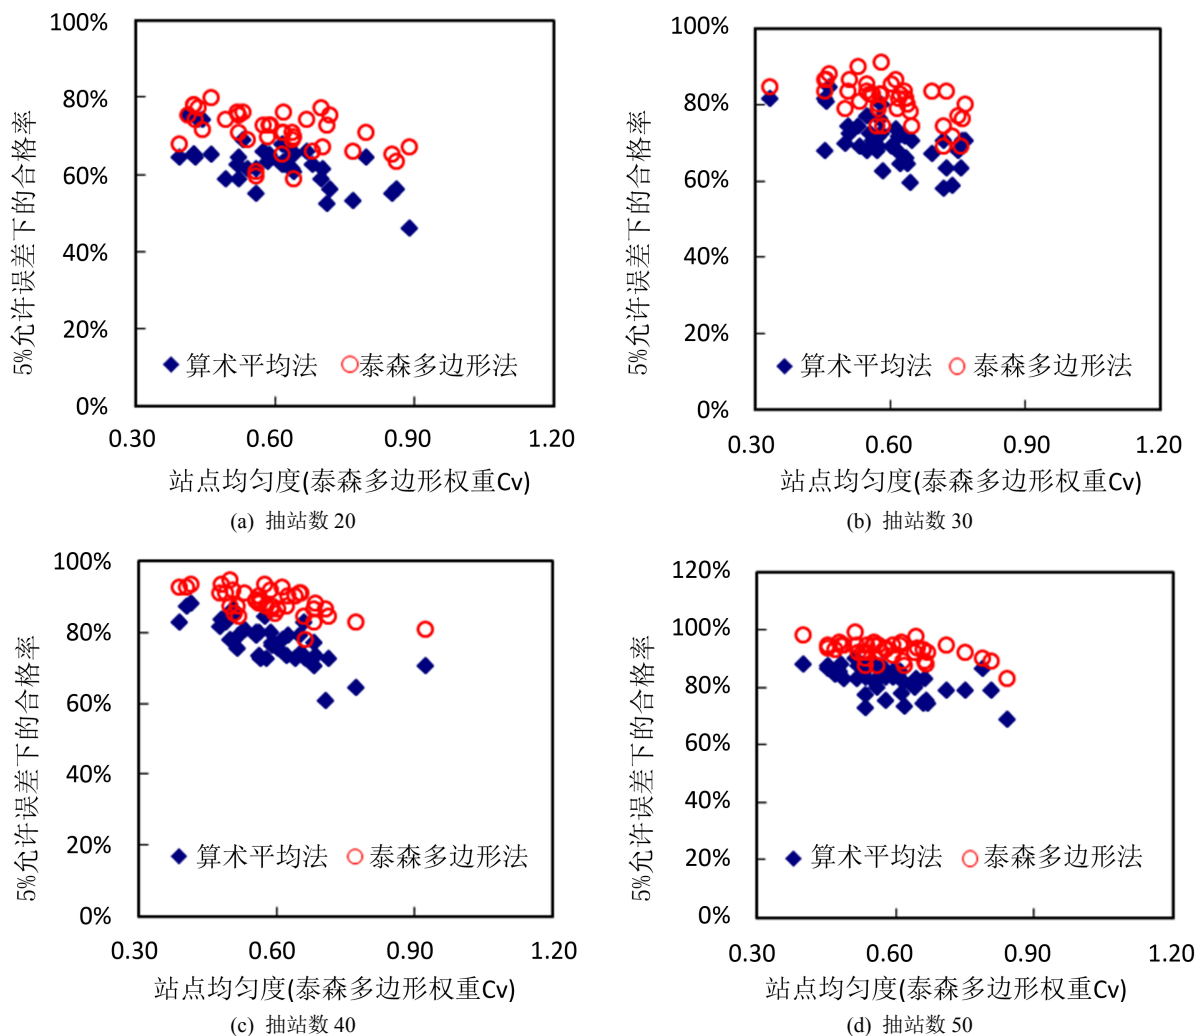 5%允许误差下的合格率
100%
80%
60%
40%
20%
0%
算术平均法 泰森多边形法
0.30 0.60 0.90 1.20
站点均匀度(泰森多边形权重Cv)
(a) 抽站数 20
5%允许误差下的合格率
100%
80%
60%
40%
20%
0%
算术平均法 泰森多边形法
0.30 0.60 0.90 1.20
站点均匀度(泰森多边形权重Cv)
(b) 抽站数 30
5%允许误差下的合格率
100%
80%
60%
40%
20%
0%
算术平均法 泰森多边形法
0.30 0.60 0.90 1.20
站点均匀度(泰森多边形权重Cv)
(c) 抽站数 40
5%允许误差下的合格率
120%
100%
80%
60%
40%
20%
0%
算术平均法 泰森多边形法
0.30 0.60 0.90 1.20
站点均匀度(泰森多边形权重Cv)
(d) 抽站数 50